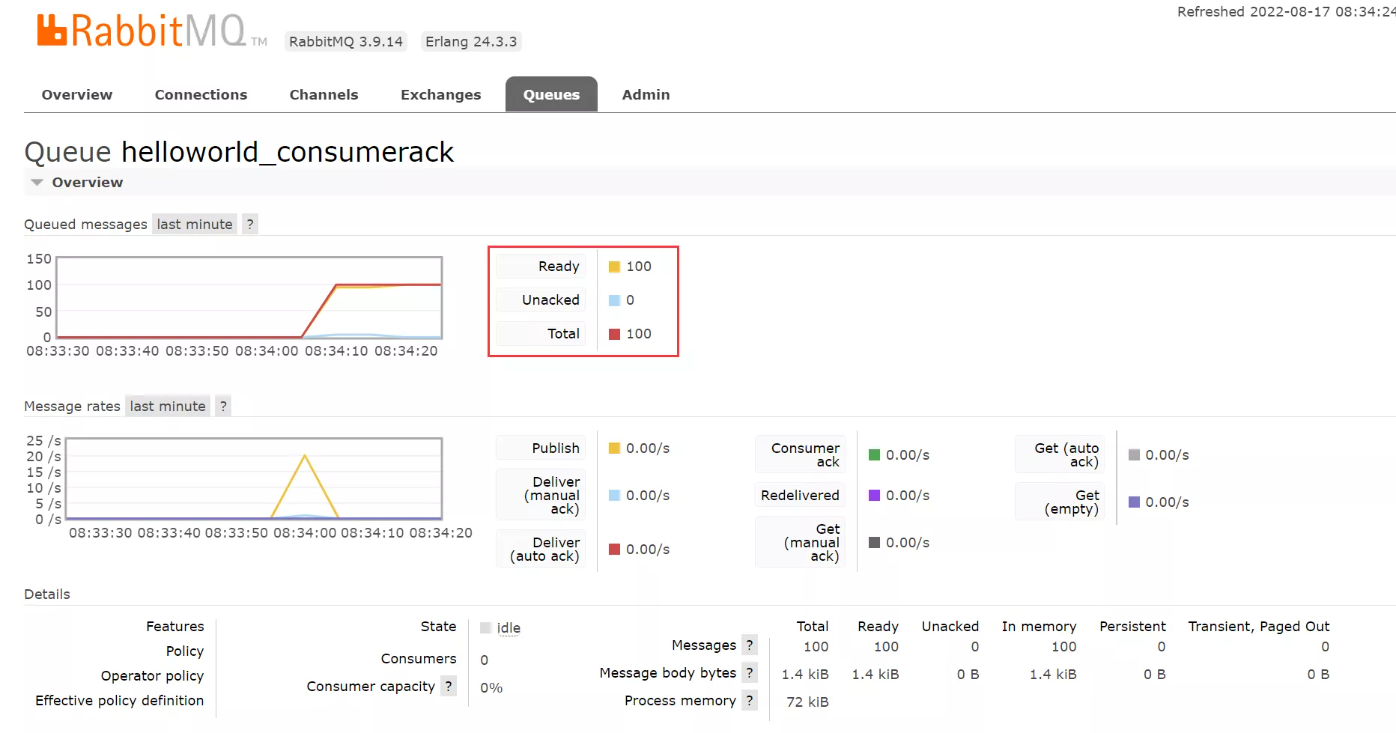 Refreshed 2022-08-17 08:34:24
RabbitMQ TM RabbitMQ 3.9.14 Erlang 24.3.3
Overview Connections Channels Exchanges Queues Admin
Queue helloworld_consumerack
Overview
Queued messages last minute ?
150
100
50
0
08:33:30 08:33:40 08:33:50 08:34:00 08:34:10 08:34:20
Ready 100
Unacked 0
Total 100
Message rates last minute ?
25 /s
20 /s
15 /s
10 /s
5 /s
0 /s
08:33:30 08:33:40 08:33:50 08:34:00 08:34:10 08:34:20
Publish 0.00/s
Deliver
(manual
ack)
0.00/s
Deliver
(auto ack)
0.00/s
Consumer
ack
0.00/s
Redelivered 0.00/s
Get
(manual
ack)
0.00/s
Get (auto
ack)
0.00/s
Get
(empty)
0.00/s
Details
Features
Policy
Operator policy
Effective policy definition
State idle
Consumers 0
Consumer capacity ? 0%
Total Ready Unacked In memory Persistent Transient, Paged Out
Messages ? 100 100 0 100 0 0
Message body bytes ? 1.4 kiB 1.4 kiB 0 B 1.4 kiB 0 B 0 B
Process memory ? 72 kiB